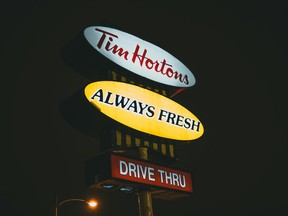 Tim Hortons
ALWAYS FRESH
DRIVE THRU